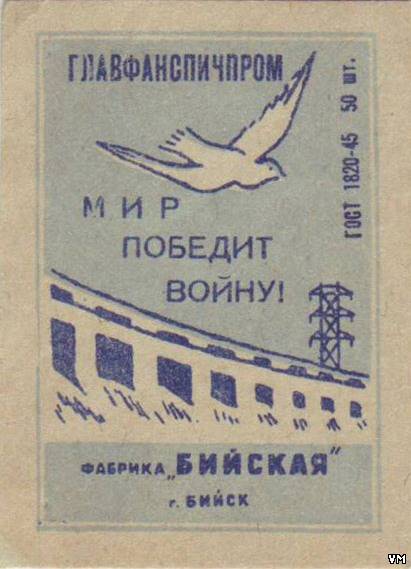 ГЛАВФАНСПИЧПРОМ
МИР
ПОБЕДИТ
ВОЙНУ!
ГОСТ 1820-45 50 шт.
ФАБРИКА „БИЙСКАЯ"
г. БИЙСК
VM